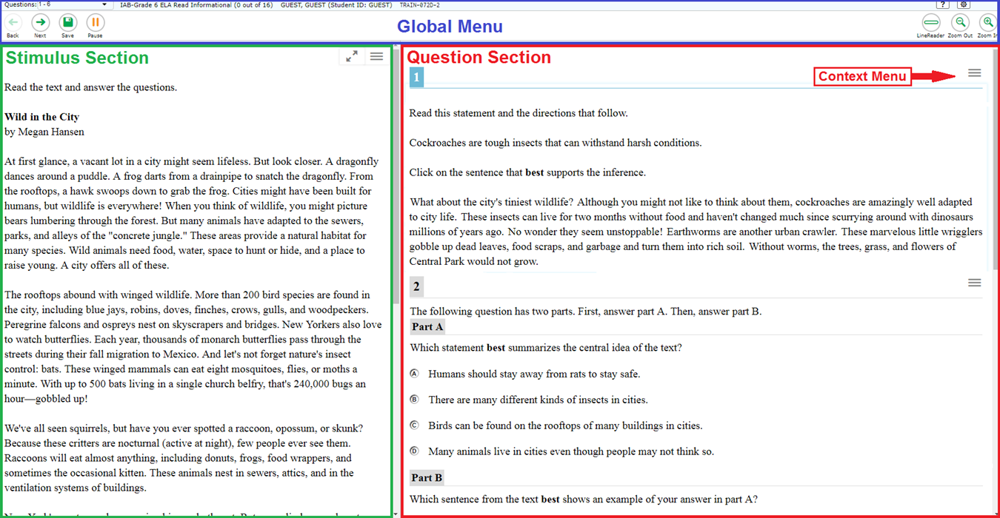 Questions: 1 - 6 IAB-Grade 6 ELA Read Informational (0 out of 16) GUEST, GUEST (Student ID: GUEST) TRAIN-072D-2 ?
Back Next Save Pause LineReader Zoom Out Zoom In
Global Menu
Stimulus Section
Read the text and answer the questions.
Wild in the City
by Megan Hansen
At first glance, a vacant lot in a city might seem lifeless. But look closer. A dragonfly
dances around a puddle. A frog darts from a drainpipe to snatch the dragonfly. From
the rooftops, a hawk swoops down to grab the frog. Cities might have been built for
humans, but wildlife is everywhere! When you think of wildlife, you might picture
bears lumbering through the forest. But many animals have adapted to the sewers,
parks, and alleys of the "concrete jungle." These areas provide a natural habitat for
many species. Wild animals need food, water, space to hunt or hide, and a place to
raise young. A city offers all of these.
The rooftops abound with winged wildlife. More than 200 bird species are found in
the city, including blue jays, robins, doves, finches, crows, gulls, and woodpeckers.
Peregrine falcons and ospreys nest on skyscrapers and bridges. New Yorkers also love
to watch butterflies. Each year, thousands of monarch butterflies pass through the
streets during their fall migration to Mexico. And let's not forget nature's insect
control: bats. These winged mammals can eat eight mosquitoes, flies, or moths a
minute. With up to 500 bats living in a single church belfry, that's 240,000 bugs an
hour—gobbled up!
We've all seen squirrels, but have you ever spotted a raccoon, opossum, or skunk?
Because these critters are nocturnal (active at night), few people ever see them.
Raccoons will eat almost anything, including donuts, frogs, food wrappers, and
sometimes the occasional kitten. These animals nest in sewers, attics, and in the
ventilation systems of buildings.
Question Section
1
Context Menu
Read this statement and the directions that follow.
Cockroaches are tough insects that can withstand harsh conditions.
Click on the sentence that best supports the inference.
What about the city's tiniest wildlife? Although you might not like to think about them, cockroaches are amazingly well adapted
to city life. These insects can live for two months without food and haven't changed much since scurrying around with dinosaurs
millions of years ago. No wonder they seem unstoppable! Earthworms are another urban crawler. These marvelous little wrigglers
gobble up dead leaves, food scraps, and garbage and turn them into rich soil. Without worms, the trees, grass, and flowers of
Central Park would not grow.
2
The following question has two parts. First, answer part A. Then, answer part B.
Part A
Which statement best summarizes the central idea of the text?
A Humans should stay away from rats to stay safe.
B There are many different kinds of insects in cities.
C Birds can be found on the rooftops of many buildings in cities.
D Many animals live in cities even though people may not think so.
Part B
Which sentence from the text best shows an example of your answer in part A?